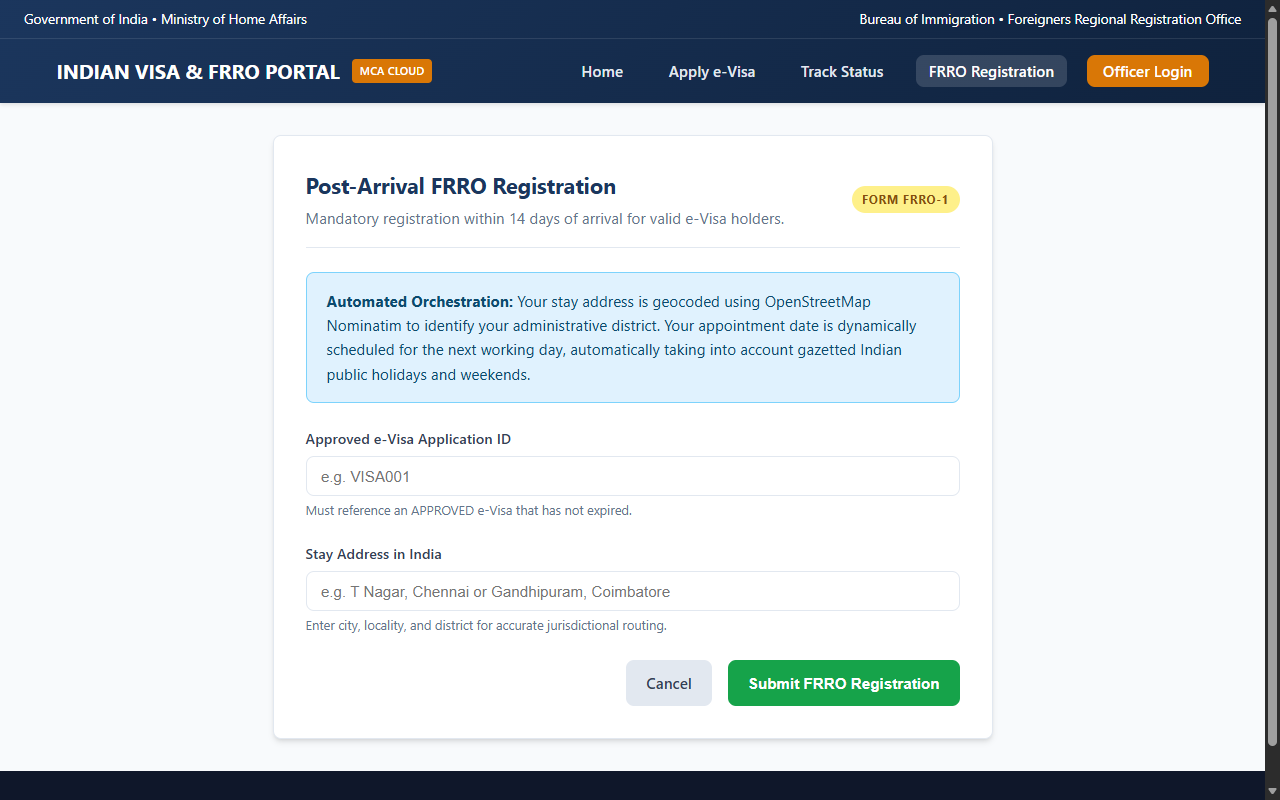 Government of India • Ministry of Home Affairs
Bureau of Immigration • Foreigners Regional Registration Office
INDIAN VISA & FRRO PORTAL MCA CLOUD
Home Apply e-Visa Track Status FRRO Registration Officer Login
Post-Arrival FRRO Registration
FORM FRRO-1
Mandatory registration within 14 days of arrival for valid e-Visa holders.
Automated Orchestration: Your stay address is geocoded using OpenStreetMap
Nominatim to identify your administrative district. Your appointment date is dynamically
scheduled for the next working day, automatically taking into account gazetted Indian
public holidays and weekends.
Approved e-Visa Application ID
e.g. VISA001
Must reference an APPROVED e-Visa that has not expired.
Stay Address in India
e.g. T Nagar, Chennai or Gandhipuram, Coimbatore
Enter city, locality, and district for accurate jurisdictional routing.
Cancel Submit FRRO Registration